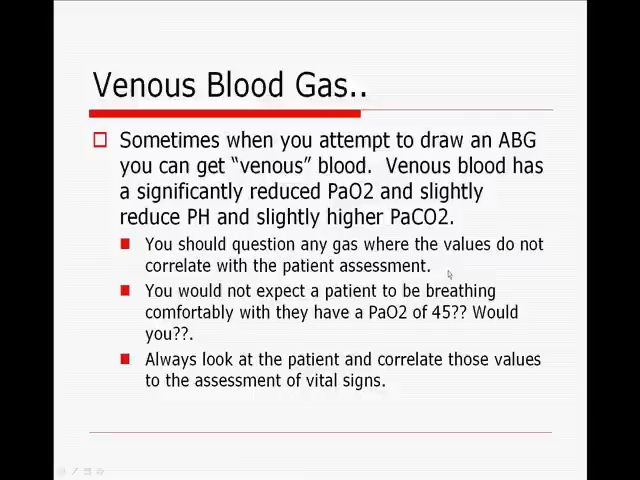 Venous Blood Gas..
Sometimes when you attempt to draw an ABG
you can get “venous” blood.  Venous blood has
a significantly reduced PaO2 and slightly
reduce PH and slightly higher PaCO2.
You should question any gas where the values do not
correlate with the patient assessment.
You would not expect a patient to be breathing
comfortably with they have a PaO2 of 45?? Would
you??.
Always look at the patient and correlate those values
to the assessment of vital signs.